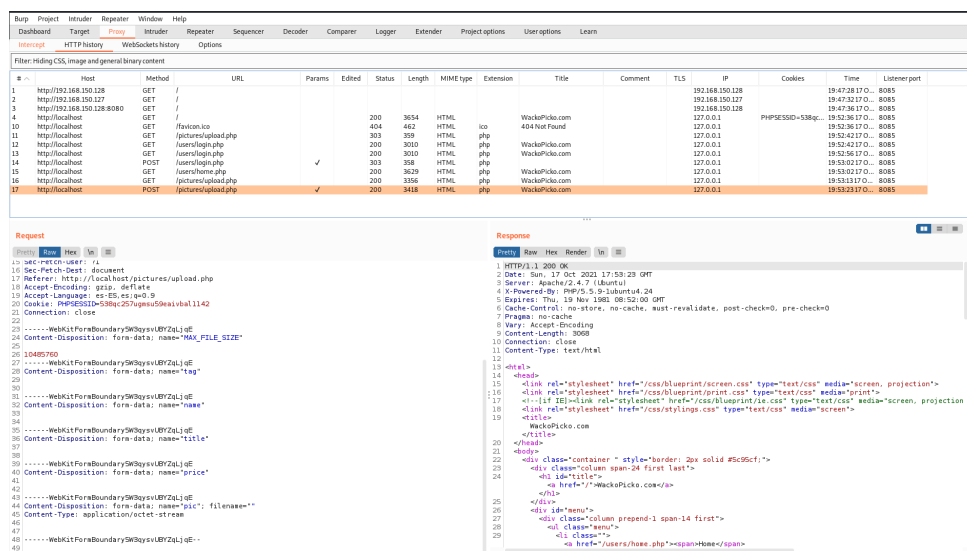 Burp Project Intruder Repeater Window Help
Dashboard Target Proxy Intruder Repeater Sequencer Decoder Comparer Logger Extender Project options User options Learn
Intercept HTTP history WebSockets history Options
Filter: Hiding CSS, image and general binary content
# Host Method URL Params Edited Status Length MIME type Extension Title Comment TLS IP Cookies Time Listener port
1 http://192.168.150.128 GET / 192.168.150.128 19:47:28 17 O... 8085
2 http://192.168.150.127 GET / 192.168.150.127 19:47:32 17 O... 8085
3 http://192.168.150.128:8080 GET / 192.168.150.128 19:47:36 17 O... 8085
4 http://localhost GET / 200 3654 HTML WackoPicko.com 127.0.0.1 PHPSESSID=538qc... 19:52:36 17 O... 8085
10 http://localhost GET /favicon.ico 404 462 HTML ico 404 Not Found 127.0.0.1 19:52:36 17 O... 8085
11 http://localhost GET /pictures/upload.php 303 359 HTML php 127.0.0.1 19:52:42 17 O... 8085
12 http://localhost GET /users/login.php 200 3010 HTML php WackoPicko.com 127.0.0.1 19:52:42 17 O... 8085
13 http://localhost GET /users/login.php 200 3010 HTML php WackoPicko.com 127.0.0.1 19:52:56 17 O... 8085
14 http://localhost POST /users/login.php ✓ 303 358 HTML php 127.0.0.1 19:53:02 17 O... 8085
15 http://localhost GET /users/home.php 200 3629 HTML php WackoPicko.com 127.0.0.1 19:53:02 17 O... 8085
16 http://localhost GET /pictures/upload.php 200 3356 HTML php WackoPicko.com 127.0.0.1 19:53:13 17 O... 8085
17 http://localhost POST /pictures/upload.php ✓ 200 3418 HTML php WackoPicko.com 127.0.0.1 19:53:23 17 O... 8085
Request
Pretty Raw Hex \n
15 Sec-Fetch-User: ?1
16 Sec-Fetch-Dest: document
17 Referer: http://localhost/pictures/upload.php
18 Accept-Encoding: gzip, deflate
19 Accept-Language: es-ES,es;q=0.9
20 Cookie: PHPSESSID=538qc257ugmsu59eaivbal1142
21 Connection: close
22
23 ------WebKitFormBoundarySW3qysvUBYZqLjqE
24 Content-Disposition: form-data; name="MAX_FILE_SIZE"
25
26 10485760
27 ------WebKitFormBoundarySW3qysvUBYZqLjqE
28 Content-Disposition: form-data; name="tag"
29
30
31 ------WebKitFormBoundarySW3qysvUBYZqLjqE
32 Content-Disposition: form-data; name="name"
33
34
35 ------WebKitFormBoundarySW3qysvUBYZqLjqE
36 Content-Disposition: form-data; name="title"
37
38
39 ------WebKitFormBoundarySW3qysvUBYZqLjqE
40 Content-Disposition: form-data; name="price"
41
42
43 ------WebKitFormBoundarySW3qysvUBYZqLjqE
44 Content-Disposition: form-data; name="pic"; filename=""
45 Content-Type: application/octet-stream
46
47
48 ------WebKitFormBoundarySW3qysvUBYZqLjqE--
49
Response
Pretty Raw Hex Render \n
1 HTTP/1.1 200 OK
2 Date: Sun, 17 Oct 2021 17:53:23 GMT
3 Server: Apache/2.4.7 (Ubuntu)
4 X-Powered-By: PHP/5.5.9-1ubuntu4.24
5 Expires: Thu, 19 Nov 1981 08:52:00 GMT
6 Cache-Control: no-store, no-cache, must-revalidate, post-check=0, pre-check=0
7 Pragma: no-cache
8 Vary: Accept-Encoding
9 Content-Length: 3068
10 Connection: close
11 Content-Type: text/html
12
13 <html>
14 <head>
15 <link rel="stylesheet" href="/css/blueprint/screen.css" type="text/css" media="screen, projection">
16 <link rel="stylesheet" href="/css/blueprint/print.css" type="text/css" media="print">
17 <!--[if IE]><link rel="stylesheet" href="/css/blueprint/ie.css" type="text/css" media="screen, projection
18 <link rel="stylesheet" href="/css/stylings.css" type="text/css" media="screen">
19 <title>
WackoPicko.com
</title>
20 </head>
21 <body>
22 <div class="container " style="border: 2px solid #5c95cf;">
23 <div class="column span-24 first last">
24 <h1 id="title">
<a href="/">WackoPicko.com</a>
</h1>
25 </div>
26 <div id="menu">
27 <div class="column prepend-1 span-14 first">
28 <ul class="menu">
29 <li class="">
<a href="/users/home.php"><span>Home</span>